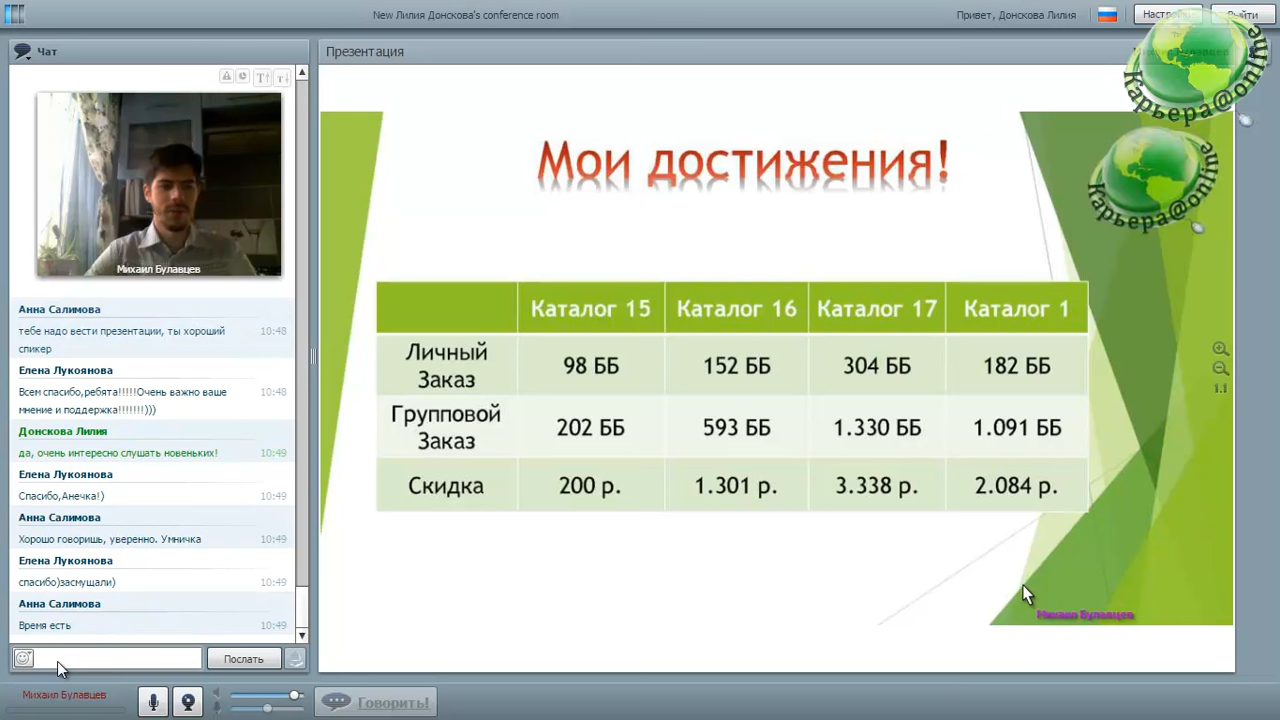 New Лилия Донскова's conference room
Привет, Донскова Лилия
Выйти
Чат
Михаил Булавцев
Анна Салимова
тебе надо вести презентации, ты хороший 10:48
спикер
Елена Лукоянова
Всем спасибо,ребята!!!!!Очень важно ваше 10:48
мнение и поддержка!!!!!!!)))
Донскова Лилия
да, очень интересно слушать новеньких! 10:49
Елена Лукоянова
Спасибо,Анечка!) 10:49
Анна Салимова
Хорошо говоришь, уверенно. Умничка 10:49
Елена Лукоянова
спасибо)засмущали) 10:49
Анна Салимова
Время есть 10:49
Послать
Михаил Булавцев
Говорить!
Презентация
Карьера@online
Карьера@online
Мои достижения!
Каталог 15 Каталог 16 Каталог 17 Каталог 1
Личный
Заказ 98 ББ 152 ББ 304 ББ 182 ББ
Групповой
Заказ 202 ББ 593 ББ 1.330 ББ 1.091 ББ
Скидка 200 р. 1.301 р. 3.338 р. 2.084 р.
Михаил Булавцев
1:1